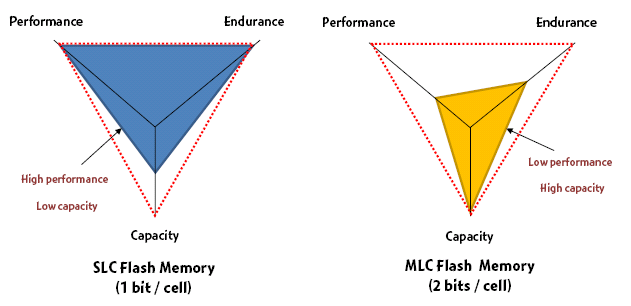 Performance
Endurance
High performance
Low capacity
Capacity
SLC Flash Memory
(1 bit / cell)
Performance
Endurance
Low performance
High capacity
Capacity
MLC Flash Memory
(2 bits / cell)